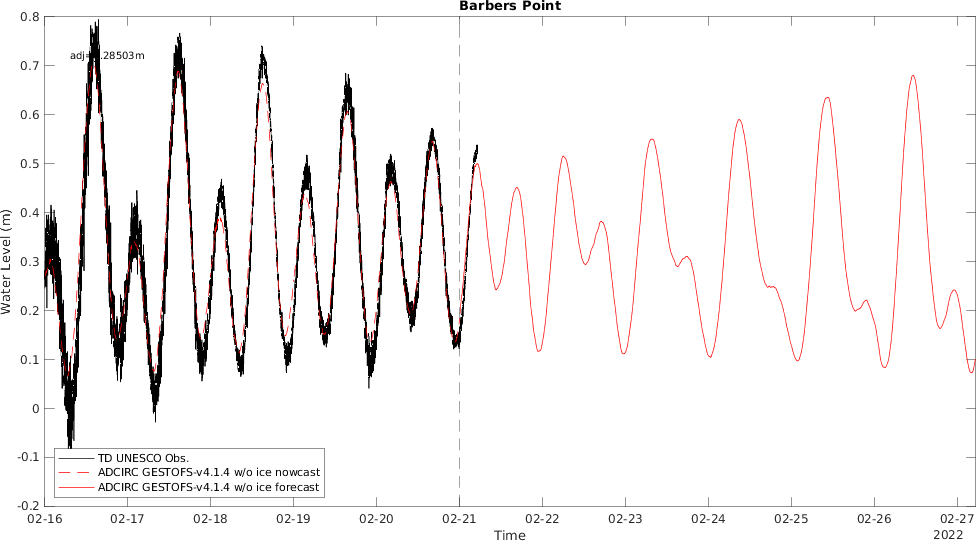 Barbers Point
0.8
0.7
0.6
0.5
0.4
0.3
0.2
0.1
0
-0.1
-0.2
Water Level (m)
28503m
TD UNESCO Obs.
ADCIRC GESTOFS-v4.1.4 w/o ice nowcast
ADCIRC GESTOFS-v4.1.4 w/o ice forecast
02-16 02-17 02-18 02-19 02-20 02-21 02-22 02-23 02-24 02-25 02-26 02-27
Time
2022